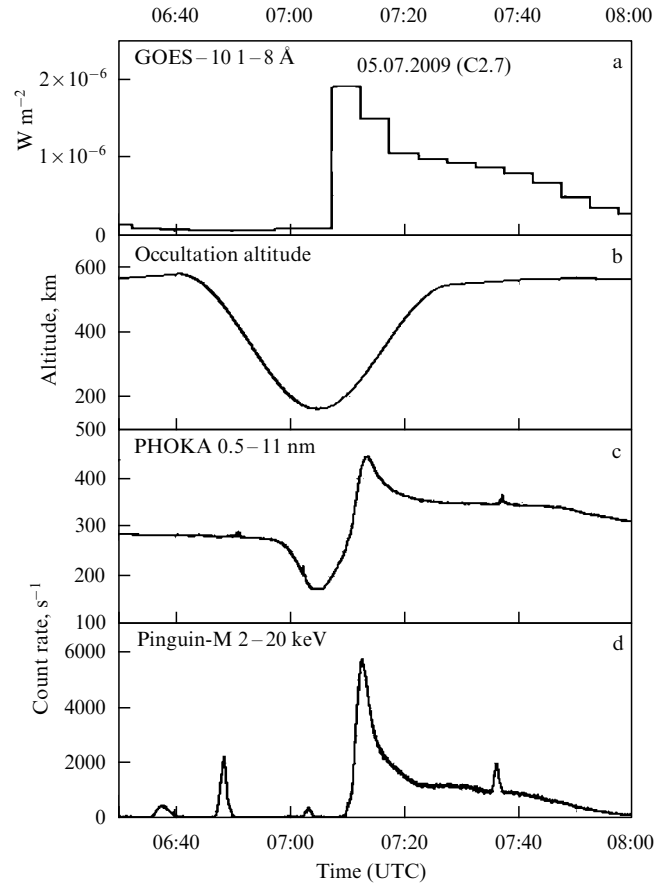 06:40 07:00 07:20 07:40 08:00
GOES–10 1–8 Å
05.07.2009 (C2.7)
a
W m⁻²
2 × 10⁻⁶
1 × 10⁻⁶
0
Occultation altitude
b
Altitude, km
600
400
200
500
PHOKA 0.5–11 nm
c
400
300
200
100
Count rate, s⁻¹
Pinguin-M 2–20 keV
d
6000
4000
2000
0
06:40 07:00 07:20 07:40 08:00
Time (UTC)